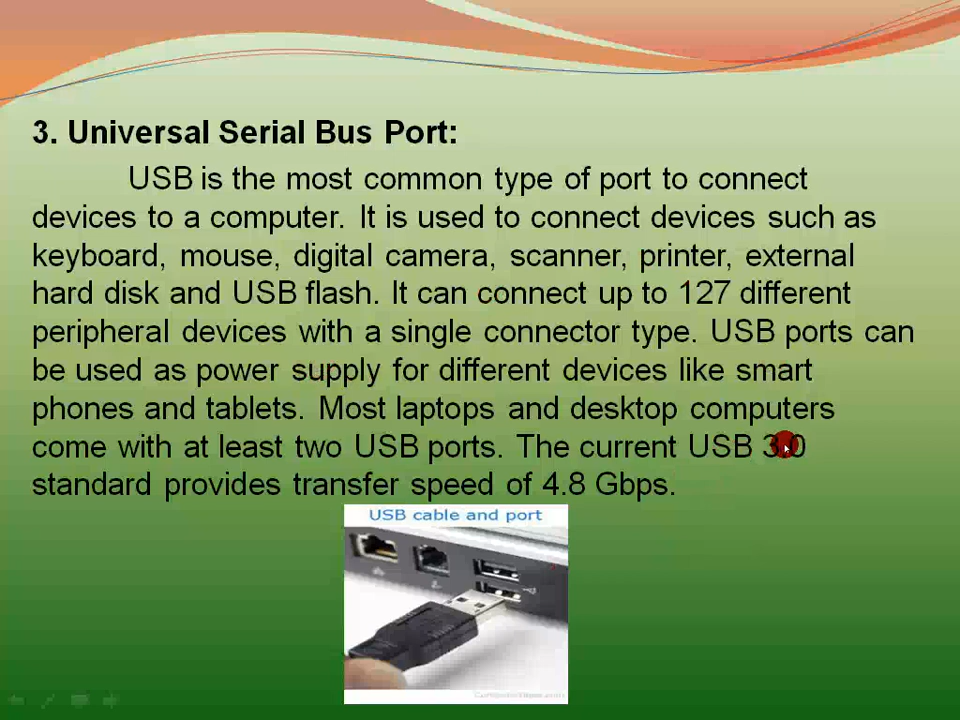 3. Universal Serial Bus Port:
USB is the most common type of port to connect
devices to a computer. It is used to connect devices such as
keyboard, mouse, digital camera, scanner, printer, external
hard disk and USB flash. It can connect up to 127 different
peripheral devices with a single connector type. USB ports can
be used as power supply for different devices like smart
phones and tablets. Most laptops and desktop computers
come with at least two USB ports. The current USB 3.0
standard provides transfer speed of 4.8 Gbps.
USB cable and port